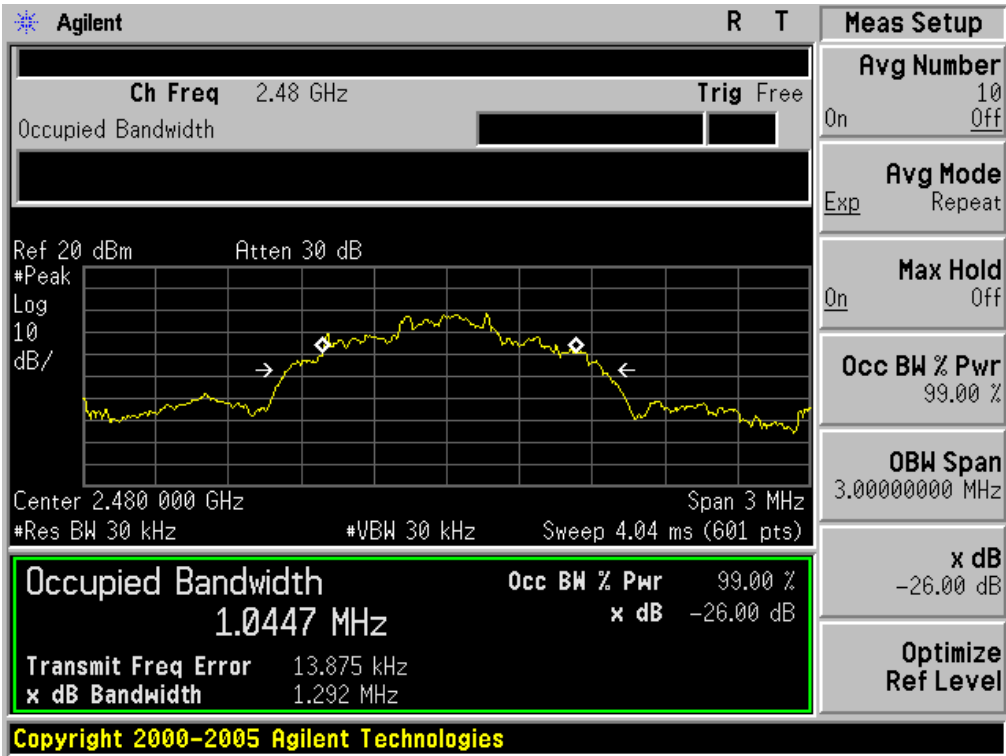 Agilent R T
Ch Freq 2.48 GHz Trig Free
Occupied Bandwidth
Ref 20 dBm Atten 30 dB
#Peak
Log
10
dB/
Center 2.480 000 GHz Span 3 MHz
#Res BW 30 kHz #VBW 30 kHz Sweep 4.04 ms (601 pts)
Occupied Bandwidth
1.0447 MHz
Occ BW % Pwr 99.00 %
x dB -26.00 dB
Transmit Freq Error 13.875 kHz
x dB Bandwidth 1.292 MHz
Copyright 2000-2005 Agilent Technologies
Meas Setup
Avg Number
10
On Off
Avg Mode
Exp Repeat
Max Hold
On Off
Occ BW % Pwr
99.00 %
OBW Span
3.00000000 MHz
x dB
-26.00 dB
Optimize
Ref Level